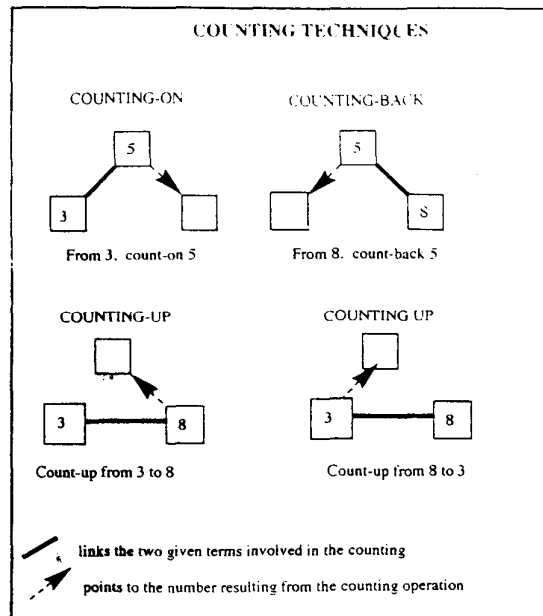 COUNTING TECHNIQUES
COUNTING-ON
COUNTING-BACK
5
5
3
8
From 3, count-on 5
From 8, count-back 5
COUNTING-UP
COUNTING UP
3
8
3
8
Count-up from 3 to 8
Count-up from 8 to 3
links the two given terms involved in the counting
points to the number resulting from the counting operation